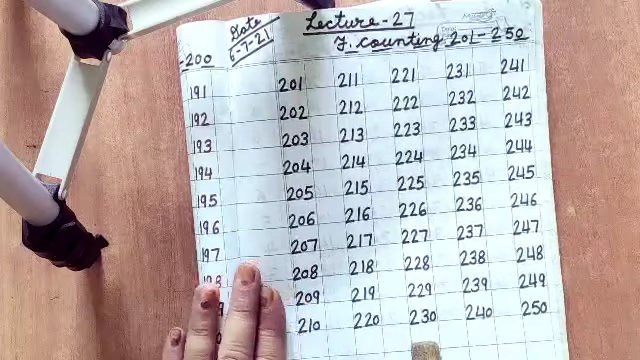 Date
6-7-21
Lecture-27
F. counting 201-250
-200
191 201 211 221 231 241
192 202 212 222 232 242
193 203 213 223 233 243
194 204 214 224 234 244
195 205 215 225 235 245
196 206 216 226 236 246
197 207 217 227 237 247
208 218 228 238 248
209 219 229 239 249
210 220 230 240 250